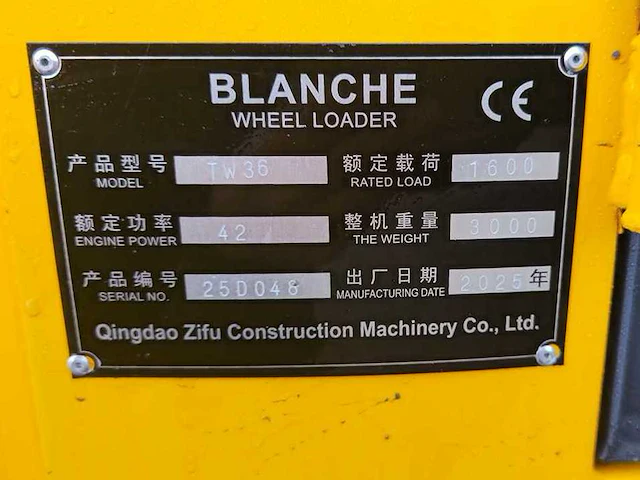 BLANCHE
CE
WHEEL LOADER
产品型号 TW36 额定载荷 1600
MODEL RATED LOAD
额定功率 42 整机重量 3000
ENGINE POWER THE WEIGHT
产品编号 25D048 出厂日期 2025年
SERIAL NO. MANUFACTURING DATE
Qingdao Zifu Construction Machinery Co., Ltd.